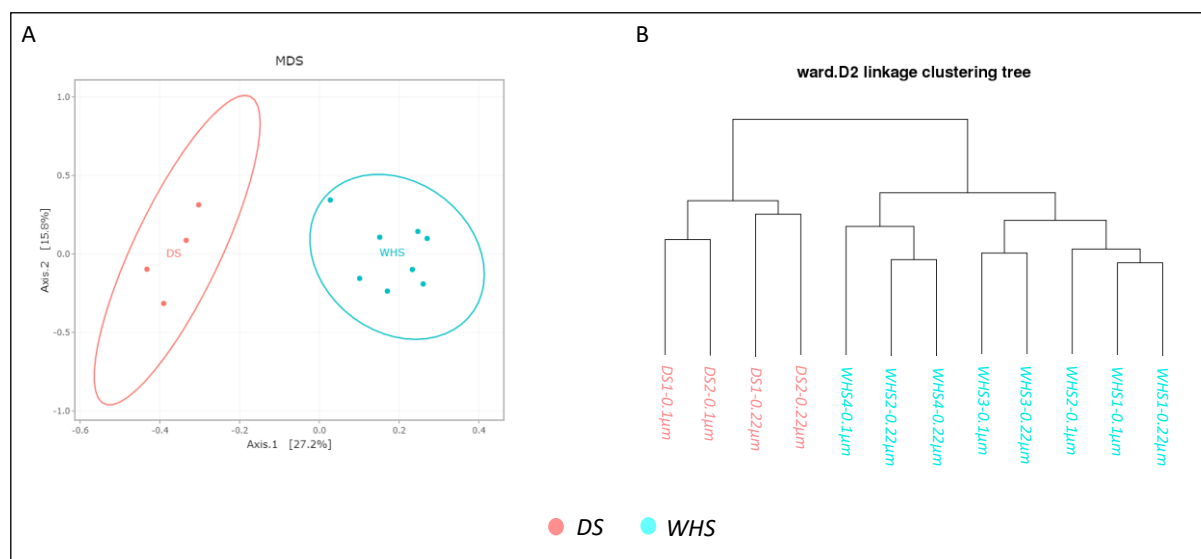 A
MDS
1.0
0.5
0.0
-0.5
-1.0
Axis.2 [15.8%]
DS
WHS
-0.6
-0.4
-0.2
0.0
0.2
0.4
Axis.1 [27.2%]
B
ward.D2 linkage clustering tree
DS1-0.1µm
DS2-0.1µm
DS1-0.22µm
DS2-0.22µm
WHS4-0.1µm
WHS2-0.22µm
WHS4-0.22µm
WHS3-0.1µm
WHS3-0.22µm
WHS2-0.1µm
WHS1-0.1µm
WHS1-0.22µm
DS
WHS